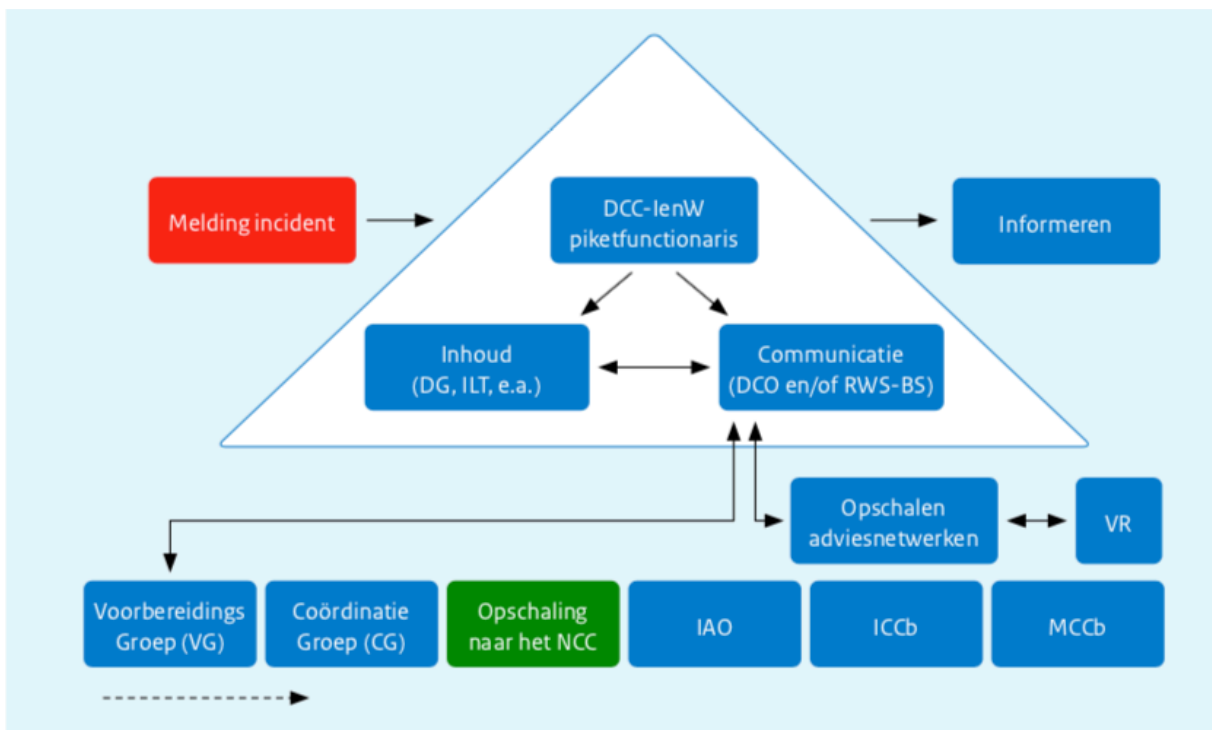 Melding incident
DCC-IenW
piketfunctionaris
Informeren
Inhoud
(DG, ILT, e.a.)
Communicatie
(DCO en/of RWS-BS)
Opschalen
adviesnetwerken
VR
Voorbereidings
Groep (VG)
Coördinatie
Groep (CG)
Opschaling
naar het NCC
IAO
ICCb
MCCb